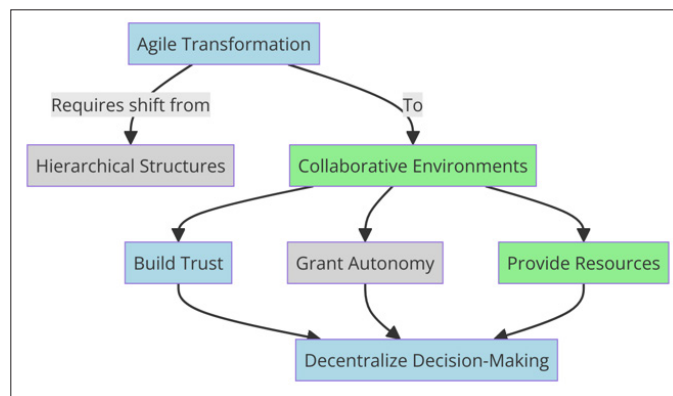 Agile Transformation
Requires shift from
To
Hierarchical Structures
Collaborative Environments
Build Trust
Grant Autonomy
Provide Resources
Decentralize Decision-Making